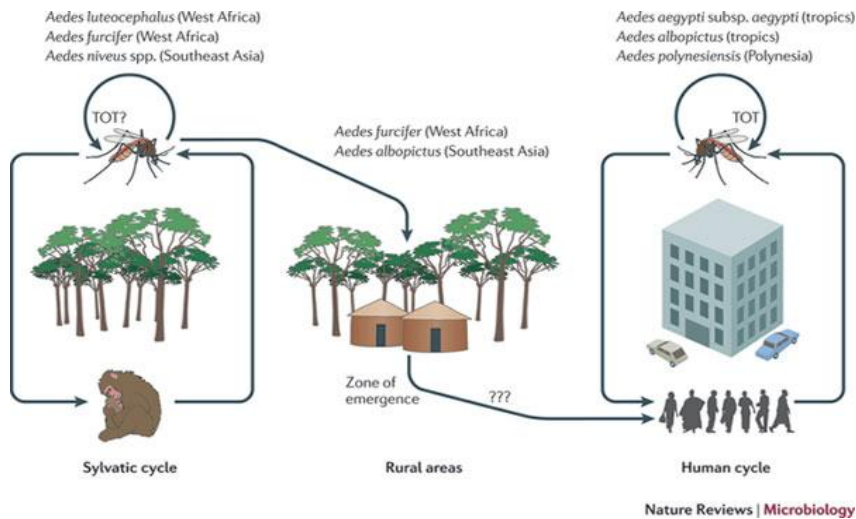 Aedes luteocephalus (West Africa)
Aedes furcifer (West Africa)
Aedes niveus spp. (Southeast Asia)
TOT?
Aedes furcifer (West Africa)
Aedes albopictus (Southeast Asia)
Aedes aegypti subsp. aegypti (tropics)
Aedes albopictus (tropics)
Aedes polynesiensis (Polynesia)
TOT
Zone of
emergence
???
Sylvatic cycle
Rural areas
Human cycle
Nature Reviews | Microbiology